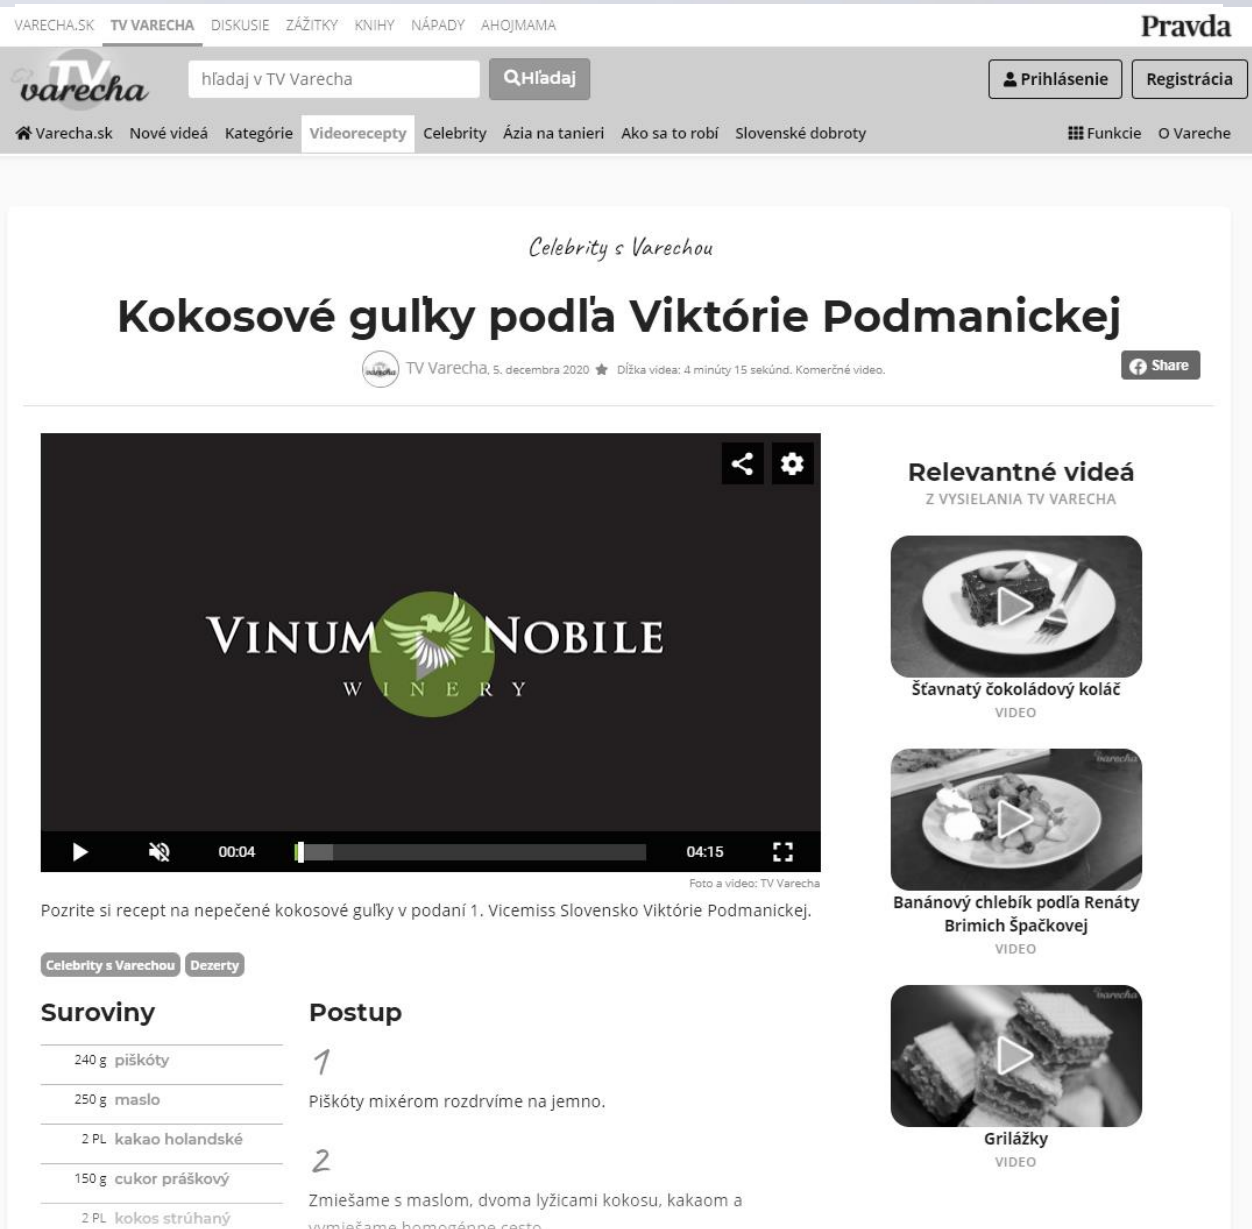 VARECHA.SK TV VARECHA DISKUSIE ZÁŽITKY KNIHY NÁPADY AHOJMAMA
Pravda
TV varecha
hľadaj v TV Varecha
Hľadaj
Prihlásenie
Registrácia
Varecha.sk Nové videá Kategórie Videorecepty Celebrity Ázia na tanieri Ako sa to robí Slovenské dobroty
Funkcie O Vareche
Celebrity s Varechou
Kokosové guľky podľa Viktórie Podmanickej
TV Varecha, 5. decembra 2020 Dĺžka videa: 4 minúty 15 sekúnd. Komerčné video.
Share
VINUM NOBILE
WINERY
00:04
04:15
Foto a video: TV Varecha
Pozrite si recept na nepečené kokosové guľky v podaní 1. Vicemiss Slovensko Viktórie Podmanickej.
Celebrity s Varechou Dezerty
Suroviny
240 g piškóty
250 g maslo
2 PL kakao holandské
150 g cukor práškový
2 PL kokos strúhaný
Postup
1
Piškóty mixérom rozdrvíme na jemno.
2
Zmiešame s maslom, dvoma lyžicami kokosu, kakaom a
vymiešame homogénne cesto.
Relevantné videá
Z VYSIELANIA TV VARECHA
Šťavnatý čokoládový koláč
VIDEO
varecha
Banánový chlebík podľa Renáty
Brimich Špačkovej
VIDEO
varecha
Grilážky
VIDEO